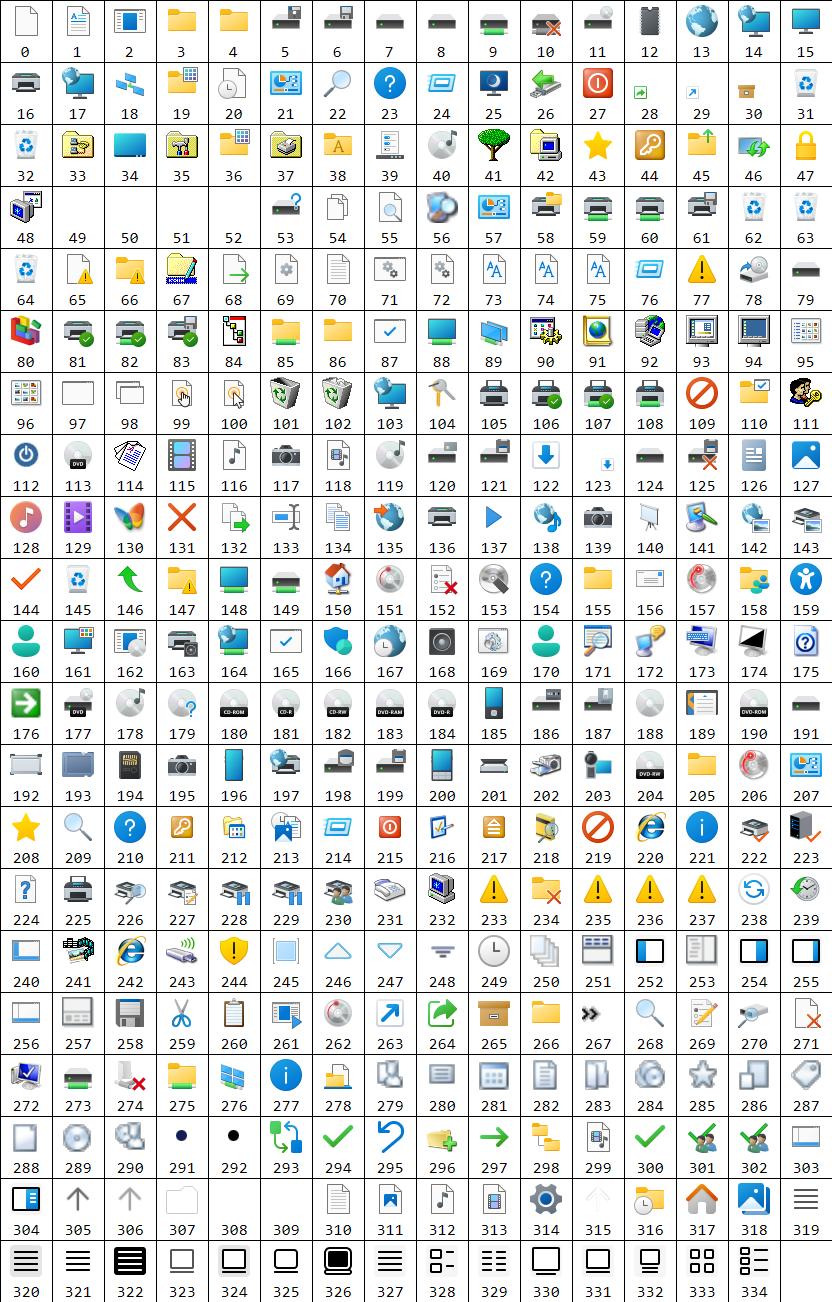 0 1 2 3 4 5 6 7 8 9 10 11 12 13 14 15
16 17 18 19 20 21 22 23 24 25 26 27 28 29 30 31
A
32 33 34 35 36 37 38 39 40 41 42 43 44 45 46 47
48 49 50 51 52 53 54 55 56 57 58 59 60 61 62 63
64 65 66 67 68 69 70 71 72 73 74 75 76 77 78 79
80 81 82 83 84 85 86 87 88 89 90 91 92 93 94 95
96 97 98 99 100 101 102 103 104 105 106 107 108 109 110 111
DVD
112 113 114 115 116 117 118 119 120 121 122 123 124 125 126 127
128 129 130 131 132 133 134 135 136 137 138 139 140 141 142 143
144 145 146 147 148 149 150 151 152 153 154 155 156 157 158 159
160 161 162 163 164 165 166 167 168 169 170 171 172 173 174 175
DVD CD-ROM CD-R CD-RW DVD-RAM DVD-R DVD-ROM
176 177 178 179 180 181 182 183 184 185 186 187 188 189 190 191
DVD-RW
192 193 194 195 196 197 198 199 200 201 202 203 204 205 206 207
208 209 210 211 212 213 214 215 216 217 218 219 220 221 222 223
224 225 226 227 228 229 230 231 232 233 234 235 236 237 238 239
240 241 242 243 244 245 246 247 248 249 250 251 252 253 254 255
256 257 258 259 260 261 262 263 264 265 266 267 268 269 270 271
272 273 274 275 276 277 278 279 280 281 282 283 284 285 286 287
288 289 290 291 292 293 294 295 296 297 298 299 300 301 302 303
304 305 306 307 308 309 310 311 312 313 314 315 316 317 318 319
320 321 322 323 324 325 326 327 328 329 330 331 332 333 334